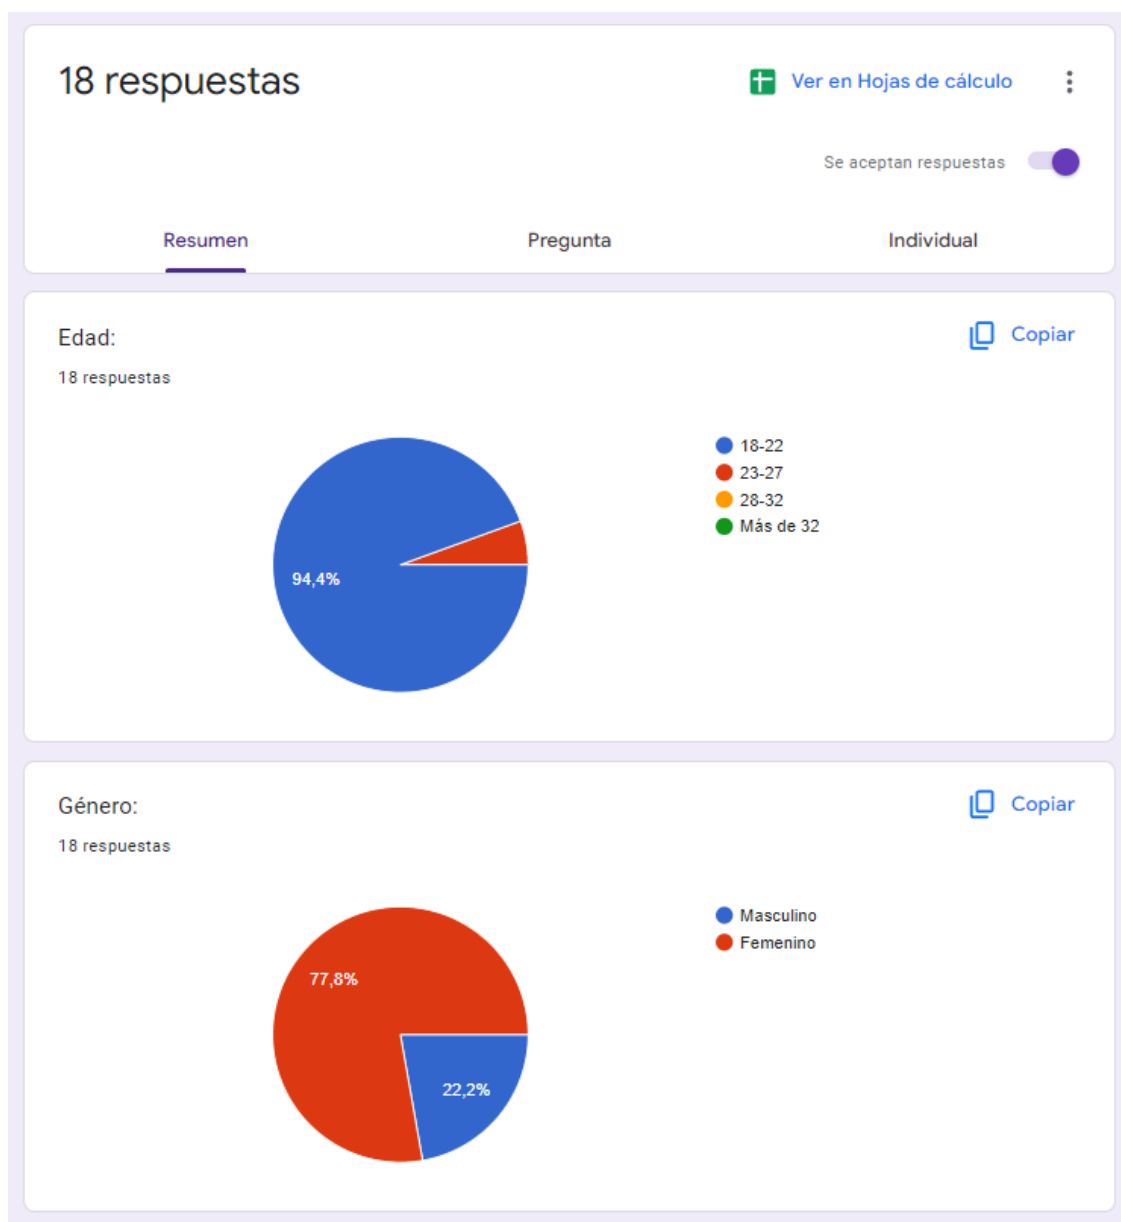 18 respuestas
Ver en Hojas de cálculo
Se aceptan respuestas
Resumen
Pregunta
Individual
Edad:
Copiar
18 respuestas
18-22
23-27
28-32
Más de 32
94,4%
Género:
Copiar
18 respuestas
Masculino
Femenino
77,8%
22,2%